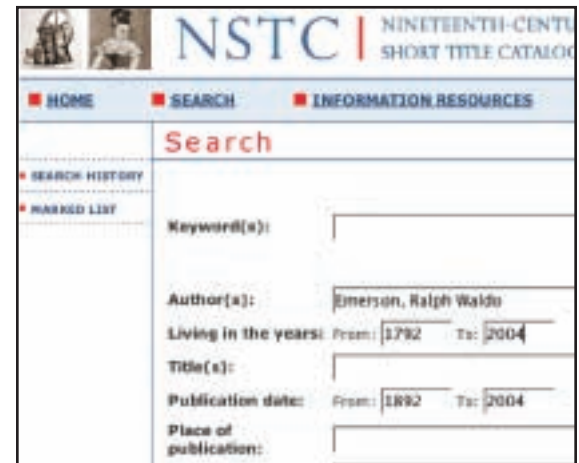 NSTC | NINETEENTH-CENTU
SHORT TITLE CATALOG
HOME SEARCH INFORMATION RESOURCES
Search
SEARCH HISTORY
MARKED LIST
Keyword(s):
Author(s): Emerson, Ralph Waldo
Living in the years: From: 1792 To: 2004
Title(s):
Publication date: From: 1892 To: 2004
Place of
publication: